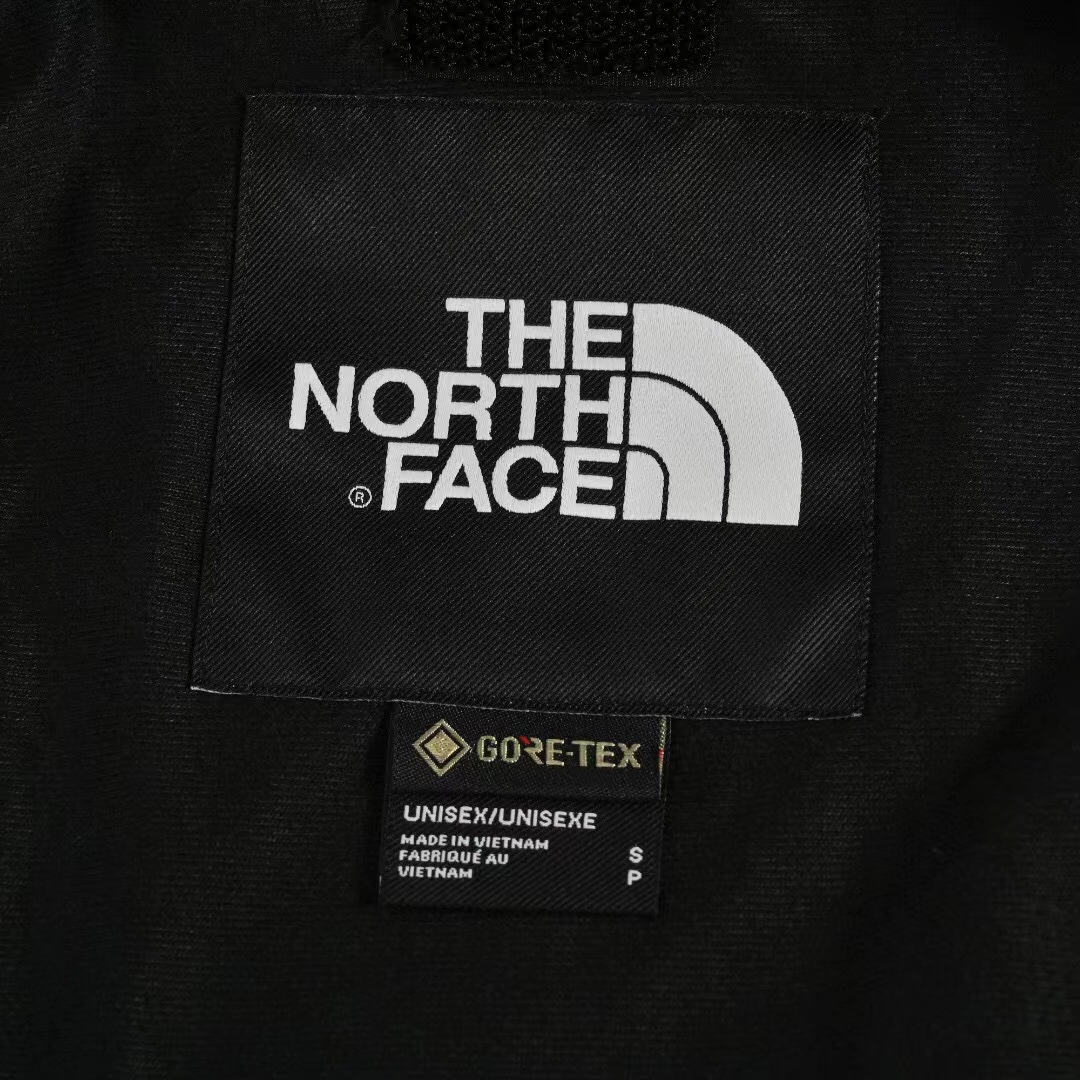 THE
NORTH
® FACE
GORE-TEX
UNISEX/UNISEXE
MADE IN VIETNAM
FABRIQUÉ AU
VIETNAM
S
P